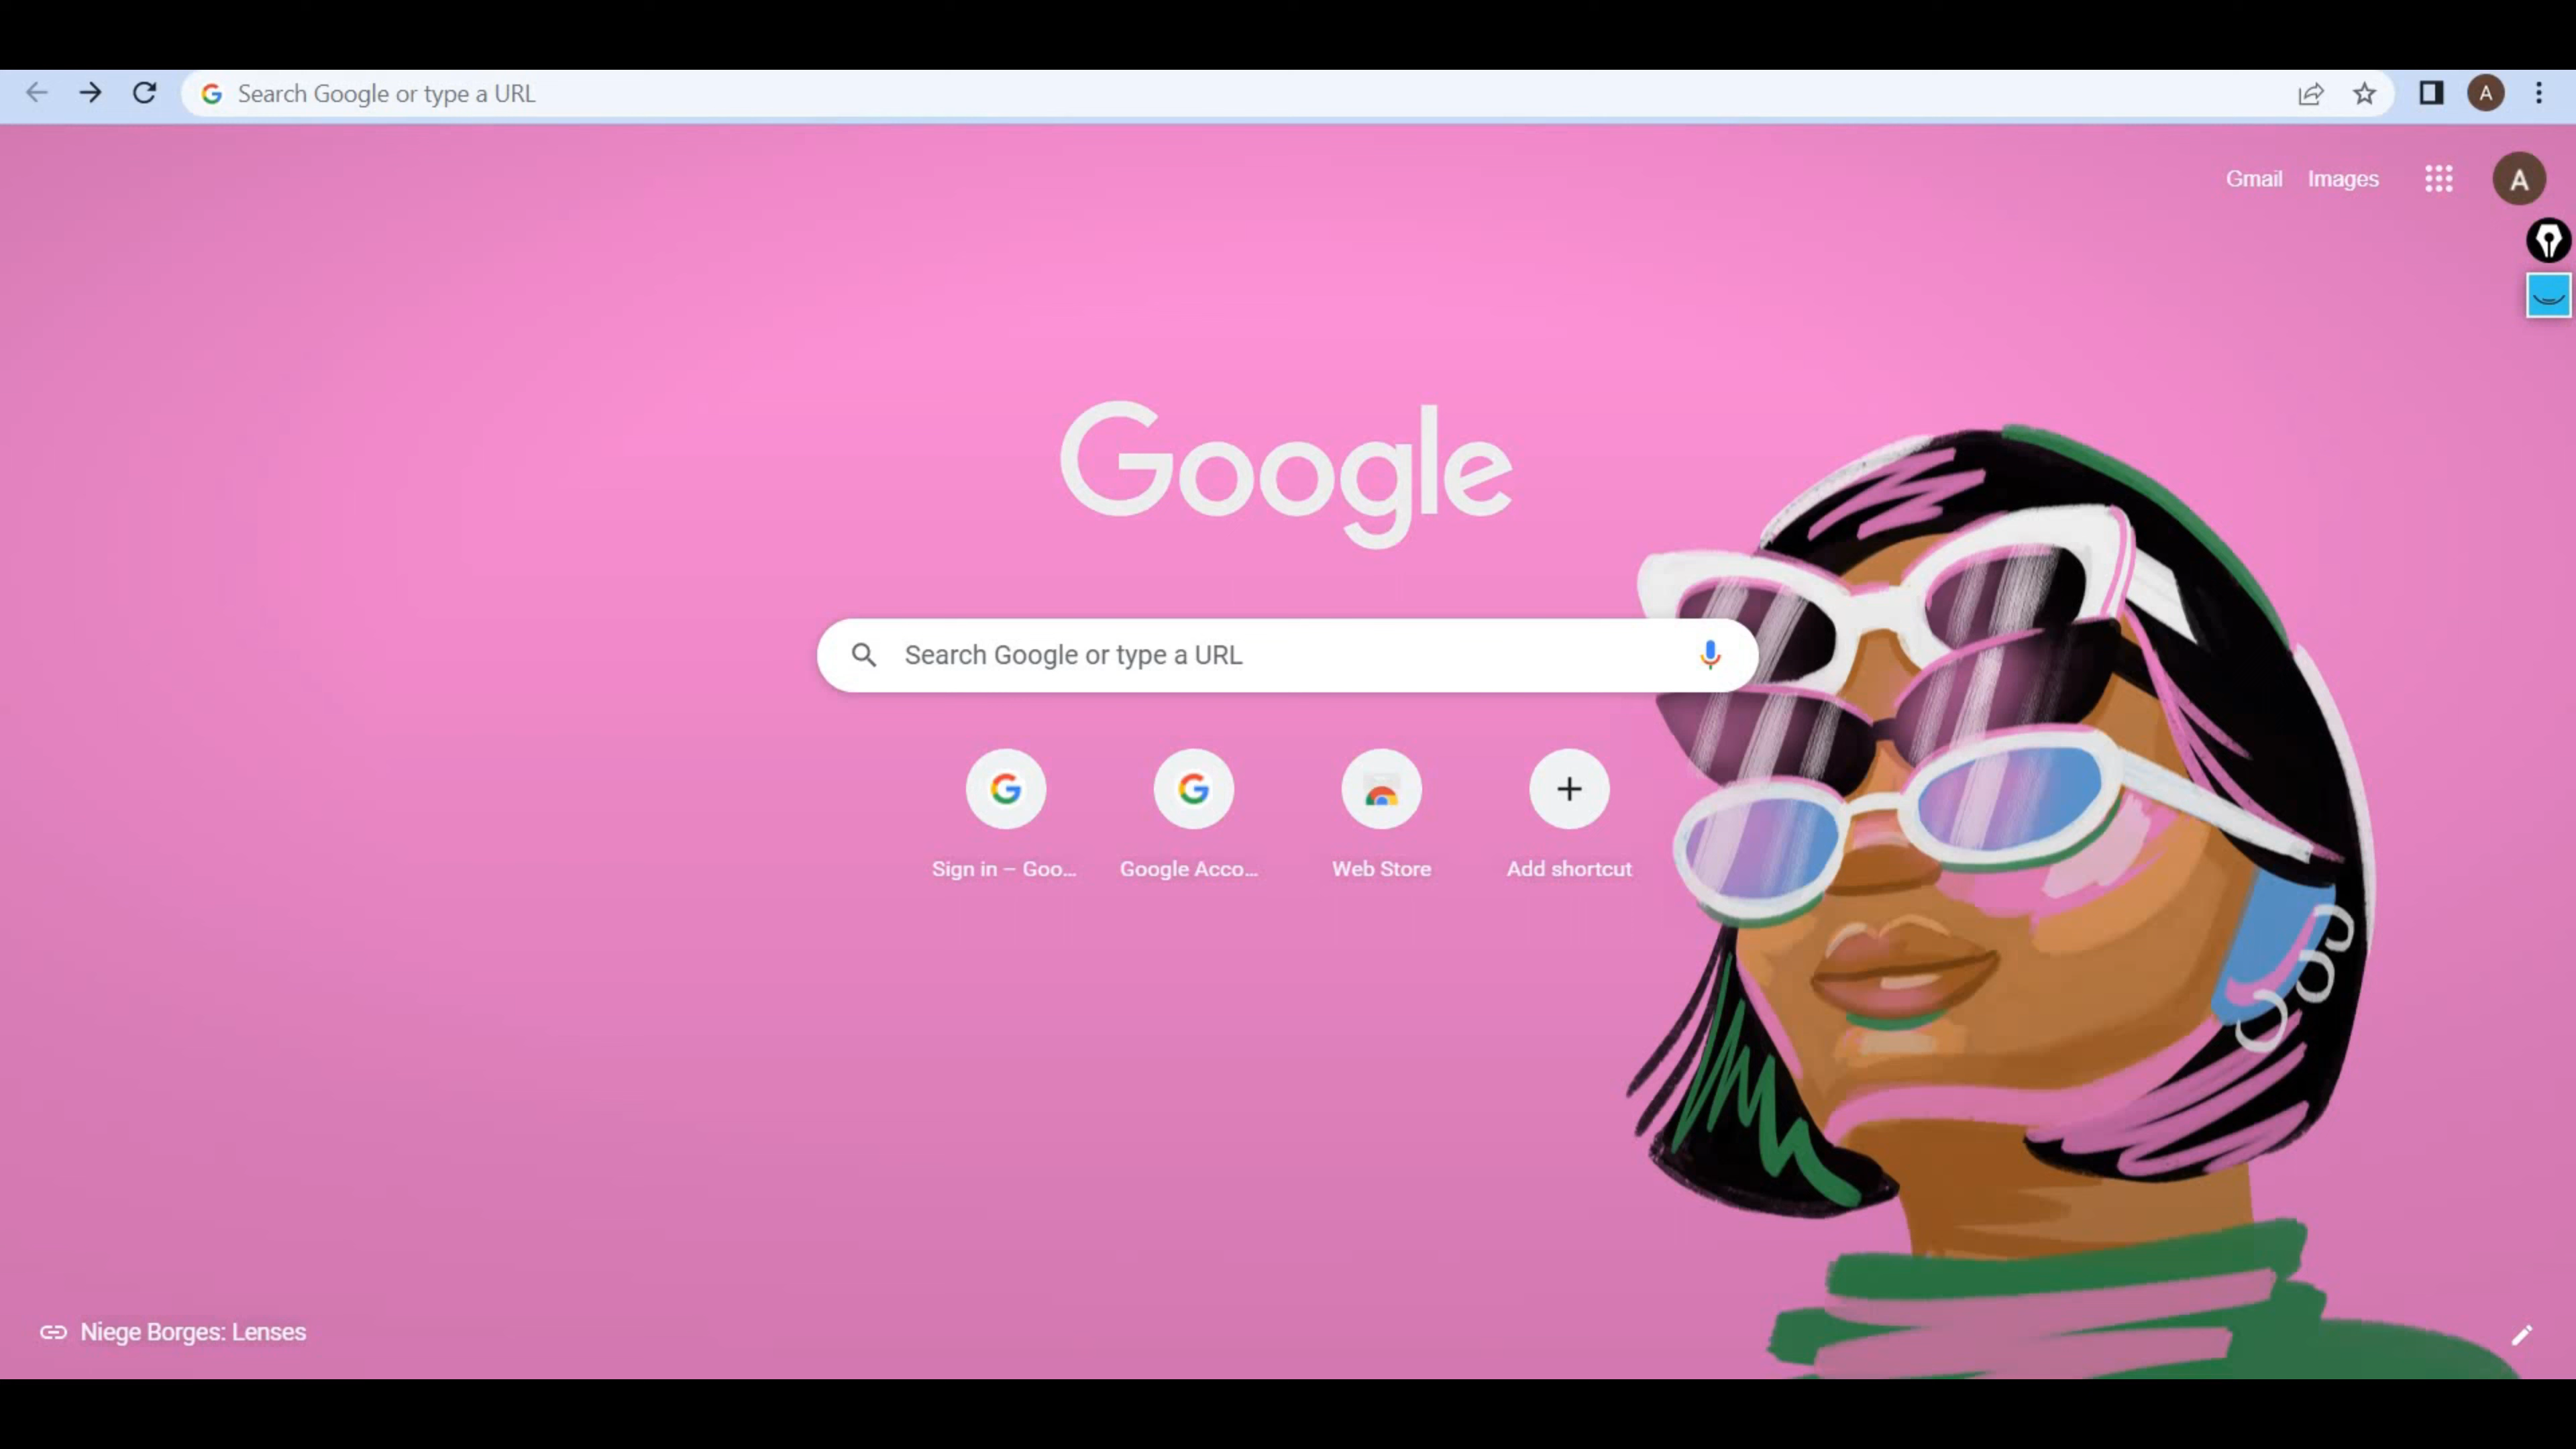 Search Google or type a URL
A
Gmail Images
A
Google
Search Google or type a URL
Sign in – Goo...
Google Acco...
Web Store
Add shortcut
Niege Borges: Lenses